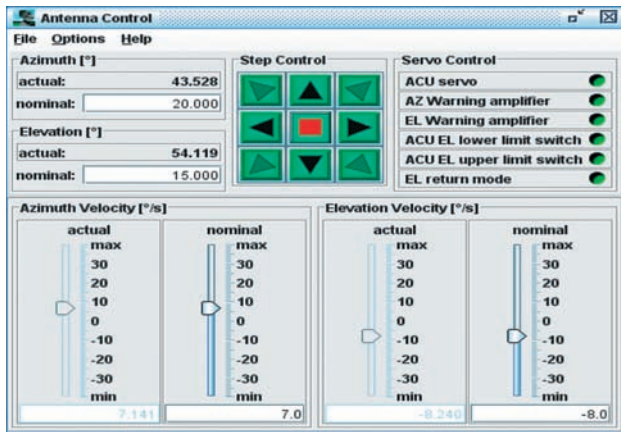 Antenna Control
File Options Help
Azimuth [°]
actual: 43.528
nominal: 20.000
Elevation [°]
actual: 54.119
nominal: 15.000
Step Control
Servo Control
ACU servo
AZ Warning amplifier
EL Warning amplifier
ACU EL lower limit switch
ACU EL upper limit switch
EL return mode
Azimuth Velocity [°/s]
actual
max
30
20
10
0
-10
-20
-30
min
7.141
nominal
max
30
20
10
0
-10
-20
-30
min
7.0
Elevation Velocity [°/s]
actual
max
30
20
10
0
-10
-20
-30
min
-8.240
nominal
max
30
20
10
0
-10
-20
-30
min
-8.0